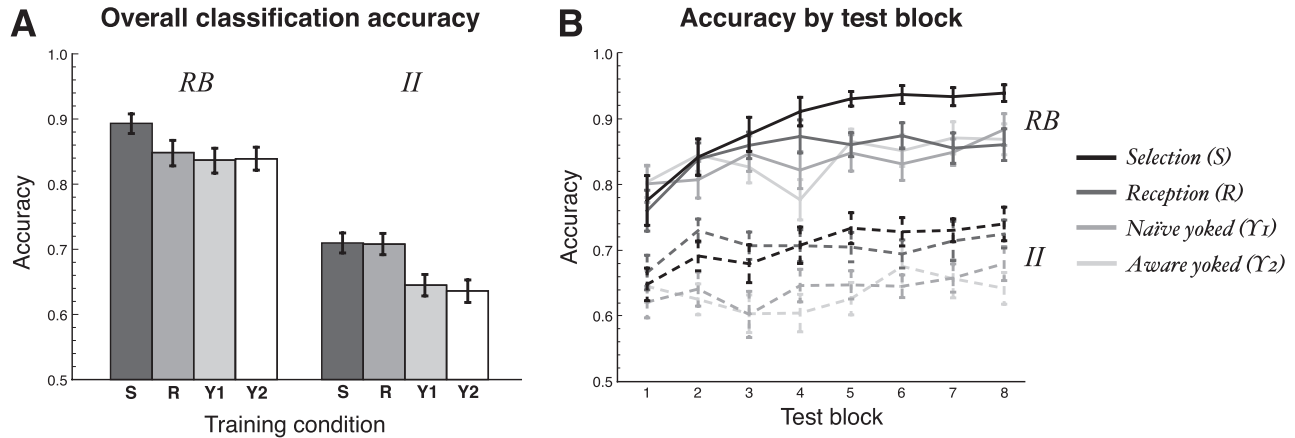 A Overall classification accuracy
RB II
Accuracy
1.0
0.9
0.8
0.7
0.6
0.5
S R Y1 Y2 S R Y1 Y2
Training condition
B Accuracy by test block
Accuracy
1.0
0.9
0.8
0.7
0.6
0.5
RB
II
1 2 3 4 5 6 7 8
Test block
Selection (S)
Reception (R)
Naïve yoked (Y1)
Aware yoked (Y2)